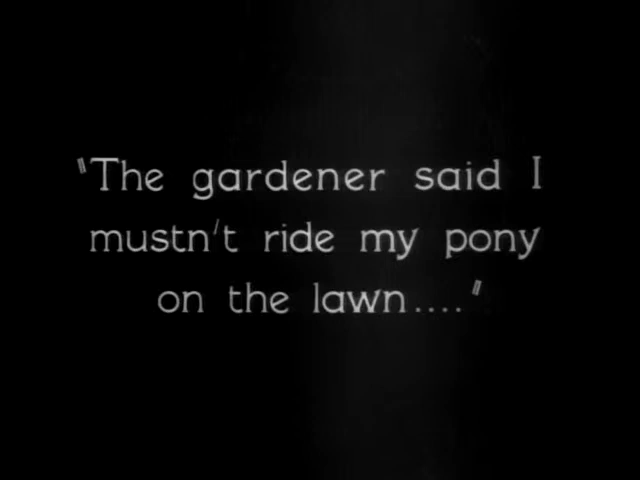 "The gardener said I
mustn't ride my pony
on the lawn...."